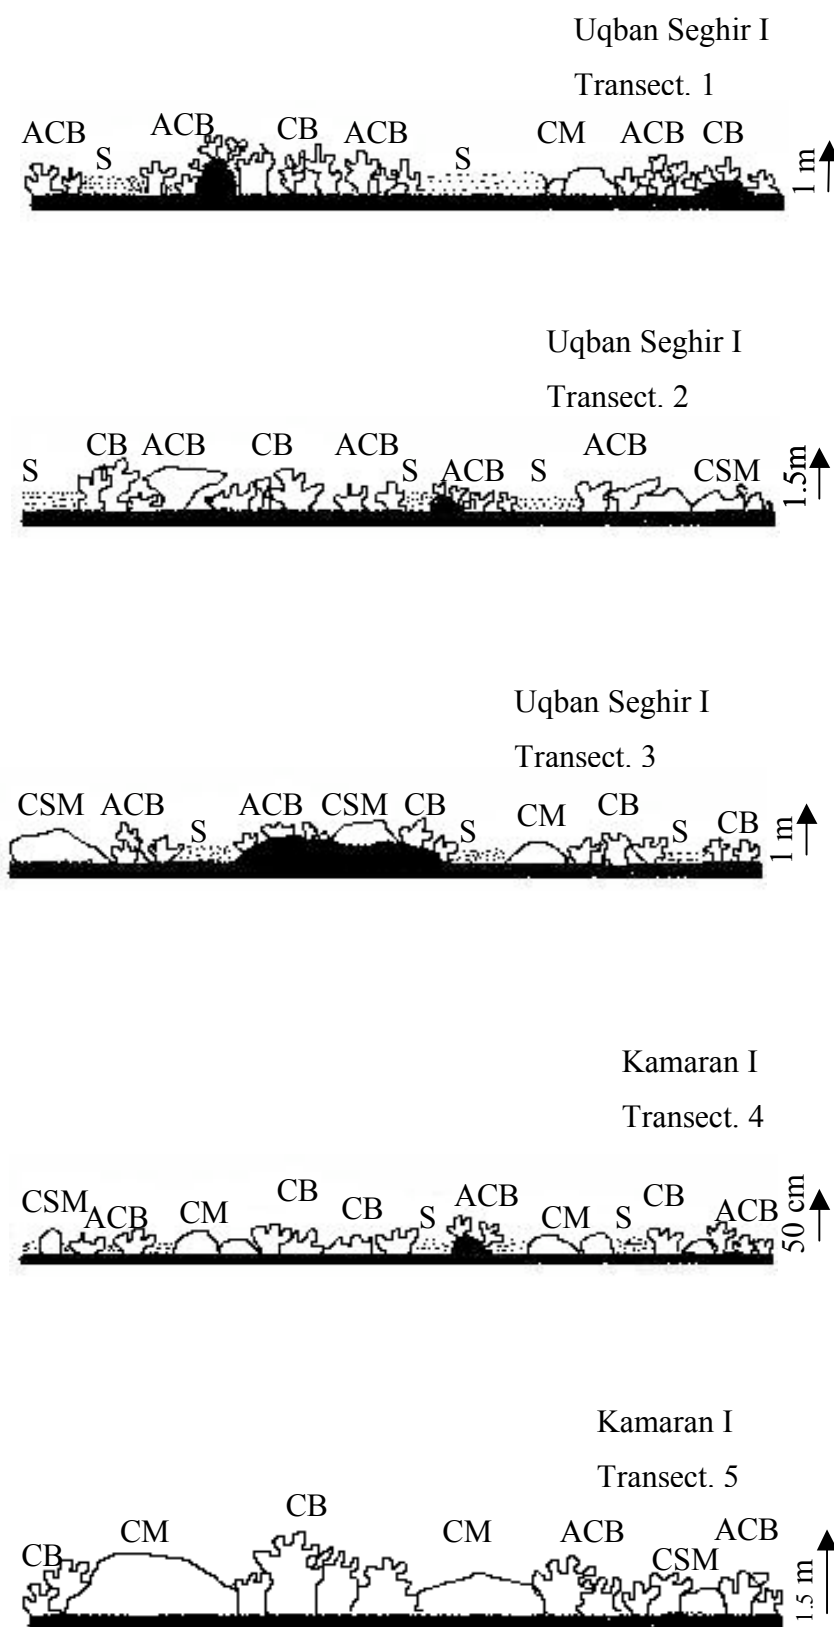 Uqban Seghir I
Transect. 1
ACB S ACB CB ACB S CM ACB CB
1 m
Uqban Seghir I
Transect. 2
S CB ACB CB ACB S ACB S ACB CSM
1.5m
Uqban Seghir I
Transect. 3
CSM ACB S ACB CSM CB S CM CB S CB
1 m
Kamaran I
Transect. 4
CSM ACB CM CB CB S ACB CM S CB ACB
50 cm
Kamaran I
Transect. 5
CB CM CB CM ACB CSM ACB
1.5 m